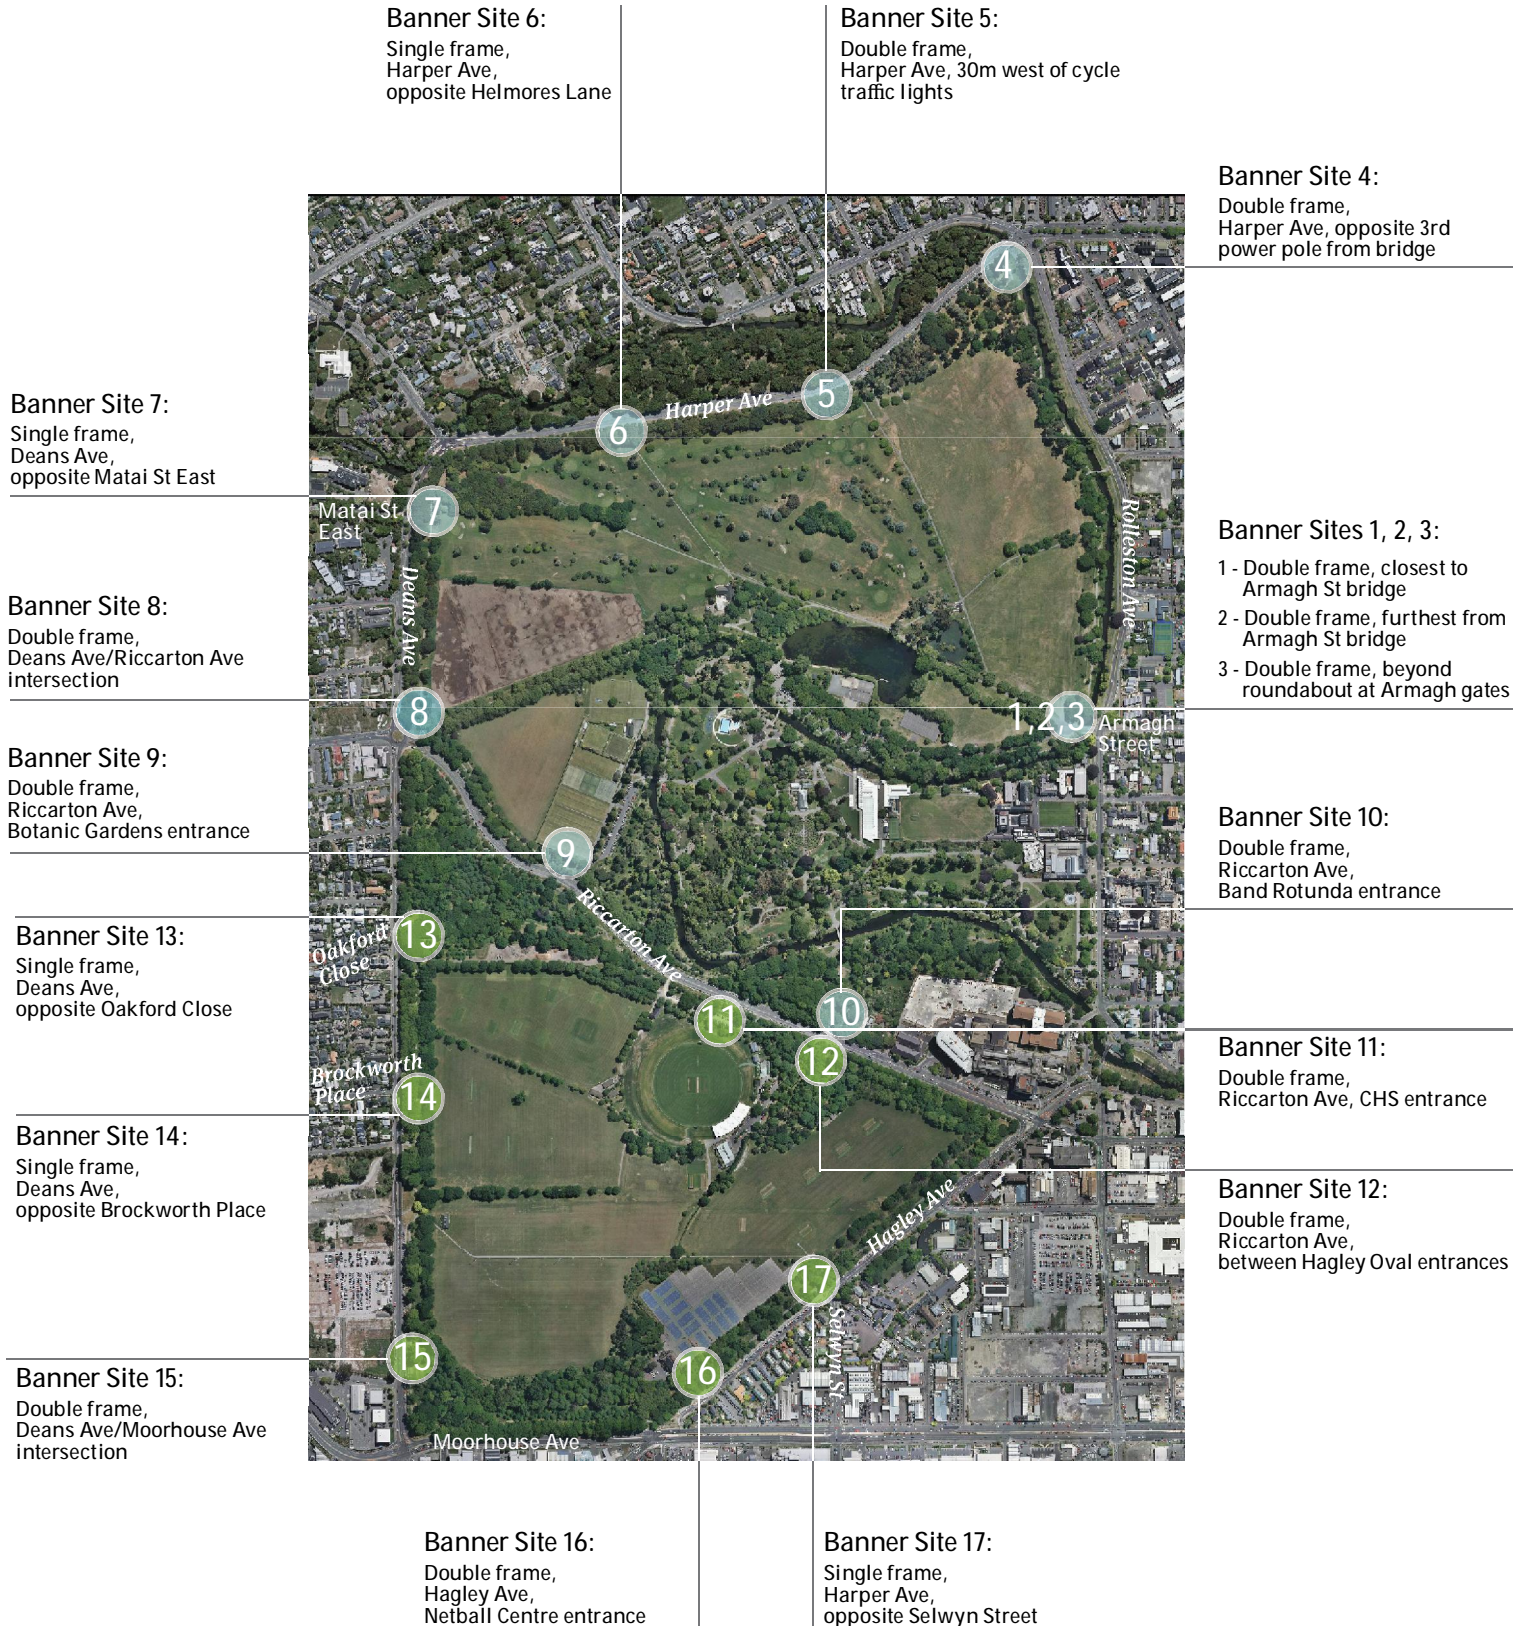 Banner Site 6:
Single frame,
Harper Ave,
opposite Helmores Lane
Banner Site 5:
Double frame,
Harper Ave, 30m west of cycle
traffic lights
Banner Site 4:
Double frame,
Harper Ave, opposite 3rd
power pole from bridge
4
5
Harper Ave
6
Banner Site 7:
Single frame,
Deans Ave,
opposite Matai St East
7
Matai St
East
Rolleston Ave
Banner Sites 1, 2, 3:
1 - Double frame, closest to
Armagh St bridge
2 - Double frame, furthest from
Armagh St bridge
3 - Double frame, beyond
roundabout at Armagh gates
Deans Ave
Banner Site 8:
Double frame,
Deans Ave/Riccarton Ave
intersection
8
1,2,3
Armagh
Street
Banner Site 9:
Double frame,
Riccarton Ave,
Botanic Gardens entrance
9
Riccarton Ave
Banner Site 10:
Double frame,
Riccarton Ave,
Band Rotunda entrance
Banner Site 13:
Single frame,
Deans Ave,
opposite Oakford Close
Oakford
Close
13
10
11
12
Banner Site 11:
Double frame,
Riccarton Ave, CHS entrance
Brockworth
Place
14
Banner Site 14:
Single frame,
Deans Ave,
opposite Brockworth Place
Banner Site 12:
Double frame,
Riccarton Ave,
between Hagley Oval entrances
Hagley Ave
17
Selwyn St
15
16
Banner Site 15:
Double frame,
Deans Ave/Moorhouse Ave
intersection
Moorhouse Ave
Banner Site 16:
Double frame,
Hagley Ave,
Netball Centre entrance
Banner Site 17:
Single frame,
Harper Ave,
opposite Selwyn Street